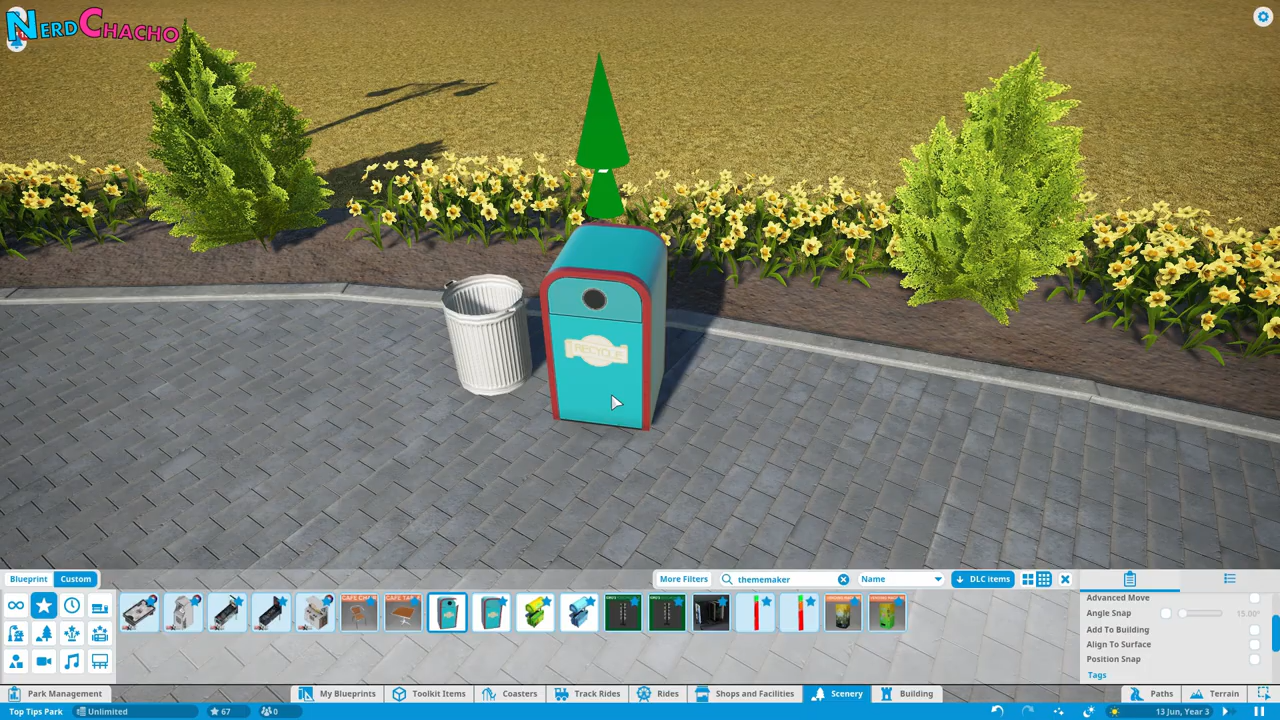 NERDCHACHO
RECYCLE
Blueprint Custom More Filters thememaker Name DLC items
Advanced Move
Angle Snap 15.00°
Add To Building
Align To Surface
Position Snap
Tags
Park Management My Blueprints Toolkit Items Coasters Track Rides Rides Shops and Facilities Scenery Building Paths Terrain
Top Tips Park Unlimited 67 0 13 Jun, Year 3